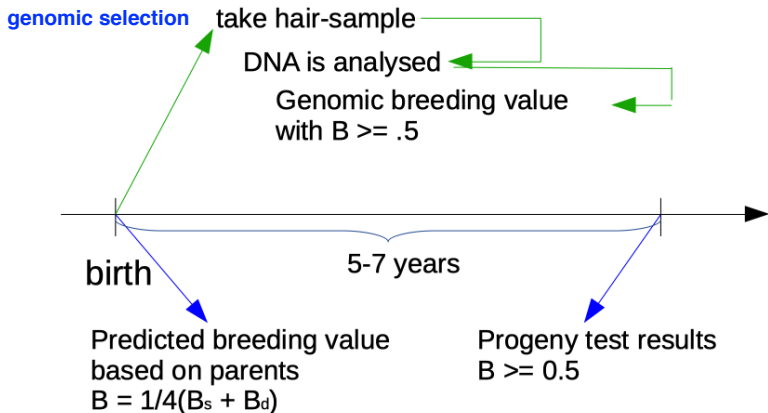 genomic selection
take hair-sample
DNA is analysed
Genomic breeding value
with B >= .5
5-7 years
birth
Predicted breeding value
based on parents
B = 1/4(Bs + Bd)
Progeny test results
B >= 0.5